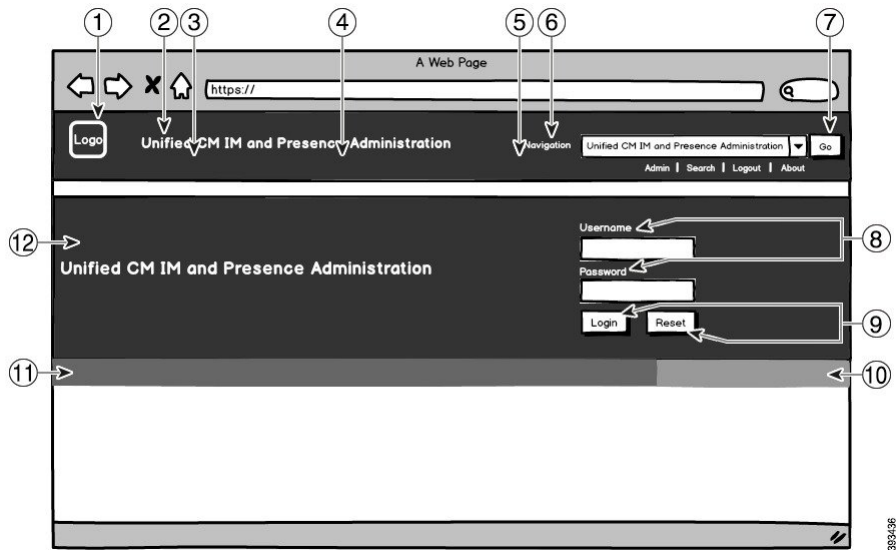 1 2 3 4 5 6 7
A Web Page
https://
Logo
Unified CM IM and Presence Administration
Navigation
Unified CM IM and Presence Administration
Go
Admin | Search | Logout | About
12
Unified CM IM and Presence Administration
Username
8
Password
Login Reset
9
11
10
393436